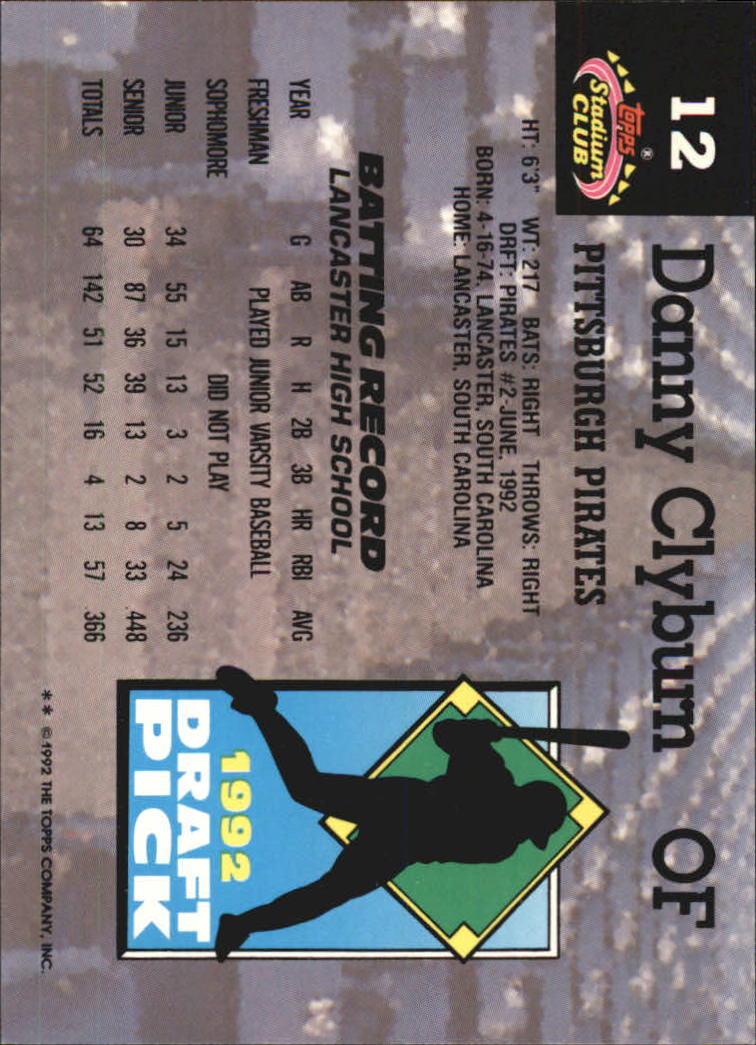 12
Danny Clyburn OF
topps®
Stadium
CLUB
PITTSBURGH PIRATES
HT: 6'3" WT: 217 BATS: RIGHT THROWS: RIGHT
DRFT: PIRATES #2-JUNE, 1992
BORN: 4-16-74, LANCASTER, SOUTH CAROLINA
HOME: LANCASTER, SOUTH CAROLINA
BATTING RECORD
LANCASTER HIGH SCHOOL
YEAR G AB R H 2B 3B HR RBI AVG
FRESHMAN PLAYED JUNIOR VARSITY BASEBALL
SOPHOMORE DID NOT PLAY
JUNIOR 34 55 15 13 3 2 5 24 .236
SENIOR 30 87 36 39 13 2 8 33 .448
TOTALS 64 142 51 52 16 4 13 57 .366
1992
DRAFT
PICK
** ©1992 THE TOPPS COMPANY, INC.